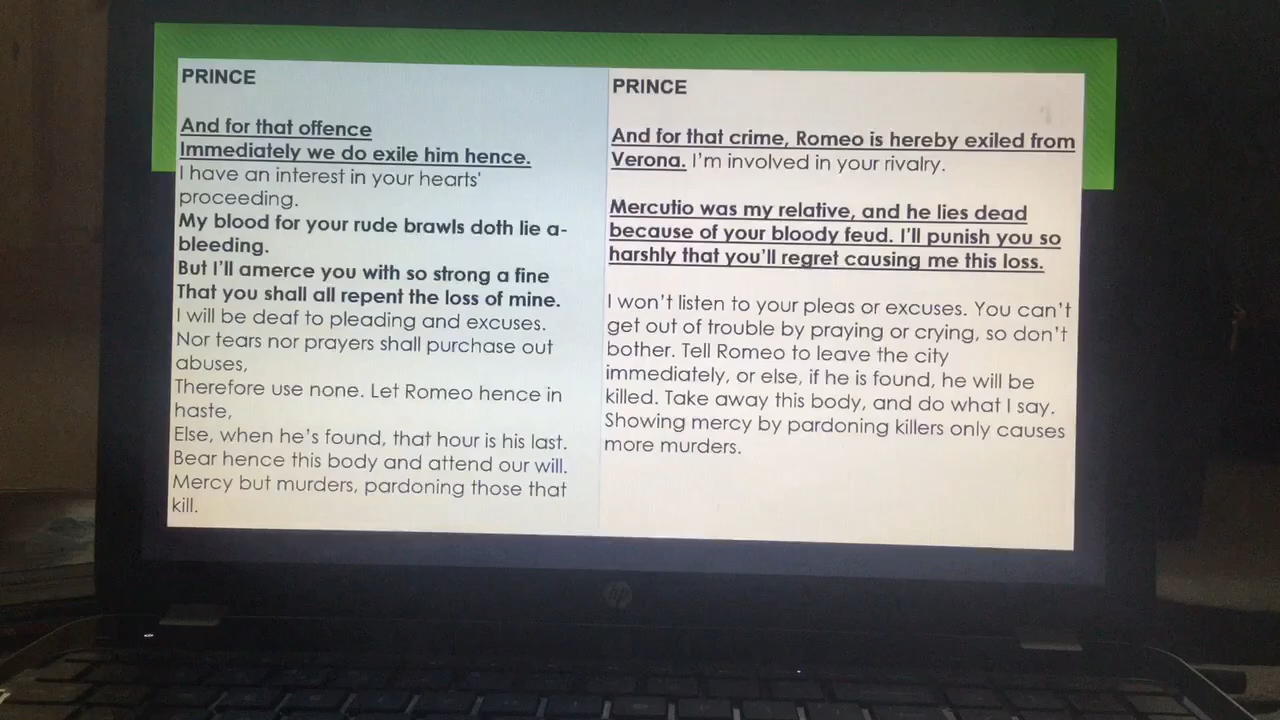 PRINCE
And for that offence
Immediately we do exile him hence.
I have an interest in your hearts'
proceeding.
My blood for your rude brawls doth lie a-
bleeding.
But I'll amerce you with so strong a fine
That you shall all repent the loss of mine.
I will be deaf to pleading and excuses.
Nor tears nor prayers shall purchase out
abuses,
Therefore use none. Let Romeo hence in
haste,
Else, when he's found, that hour is his last.
Bear hence this body and attend our will.
Mercy but murders, pardoning those that
kill.
PRINCE
And for that crime, Romeo is hereby exiled from
Verona. I'm involved in your rivalry.
Mercutio was my relative, and he lies dead
because of your bloody feud. I'll punish you so
harshly that you'll regret causing me this loss.
I won't listen to your pleas or excuses. You can't
get out of trouble by praying or crying, so don't
bother. Tell Romeo to leave the city
immediately, or else, if he is found, he will be
killed. Take away this body, and do what I say.
Showing mercy by pardoning killers only causes
more murders.
hp